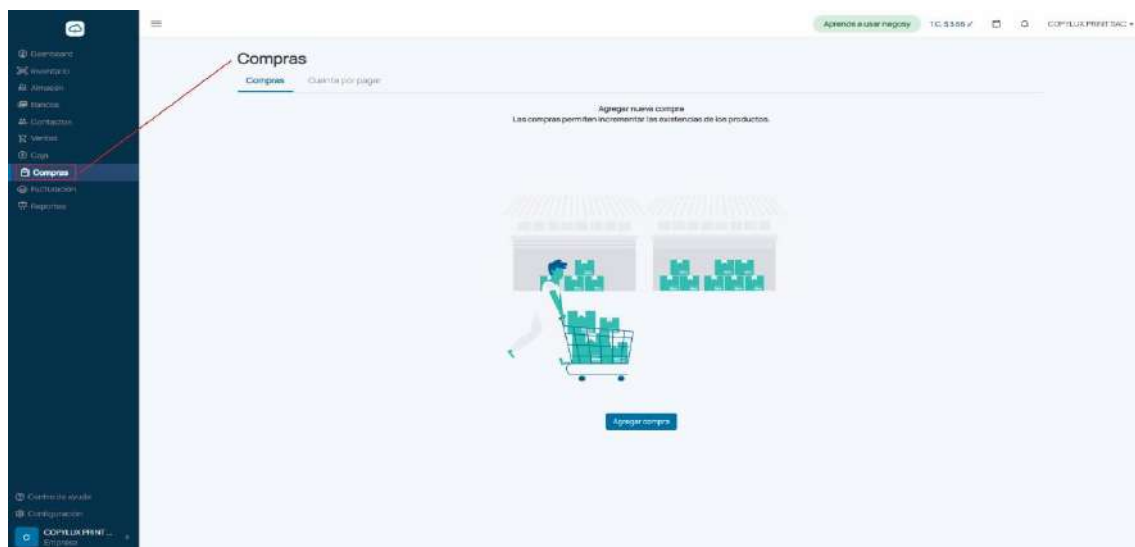 Aprende a usar negosy
T.C. $ 3.66
COPYLUX PRINT SAC
Dashboard
Inventario
Almacén
Bancos
Contactos
Ventas
Caja
Compras
Facturación
Reportes
Centro de ayuda
Configuración
C
COPYLUX PRINT ...
Empresa
Compras
Compras
Cuenta por pagar
Agregar nueva compra
Las compras permiten incrementar las existencias de los productos.
Agregar compra